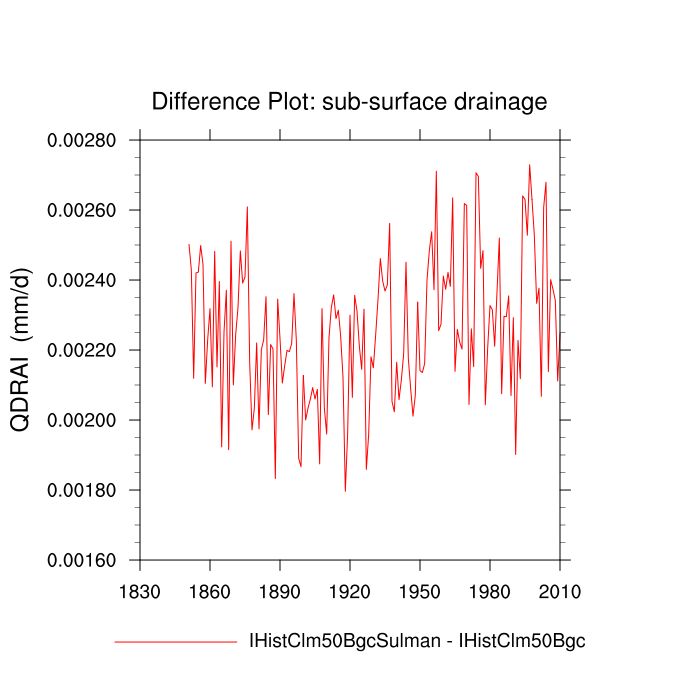 Difference Plot: sub-surface drainage
0.00280
0.00260
0.00240
0.00220
0.00200
0.00180
0.00160
QDRAI (mm/d)
1830 1860 1890 1920 1950 1980 2010
IHistClm50BgcSulman - IHistClm50Bgc